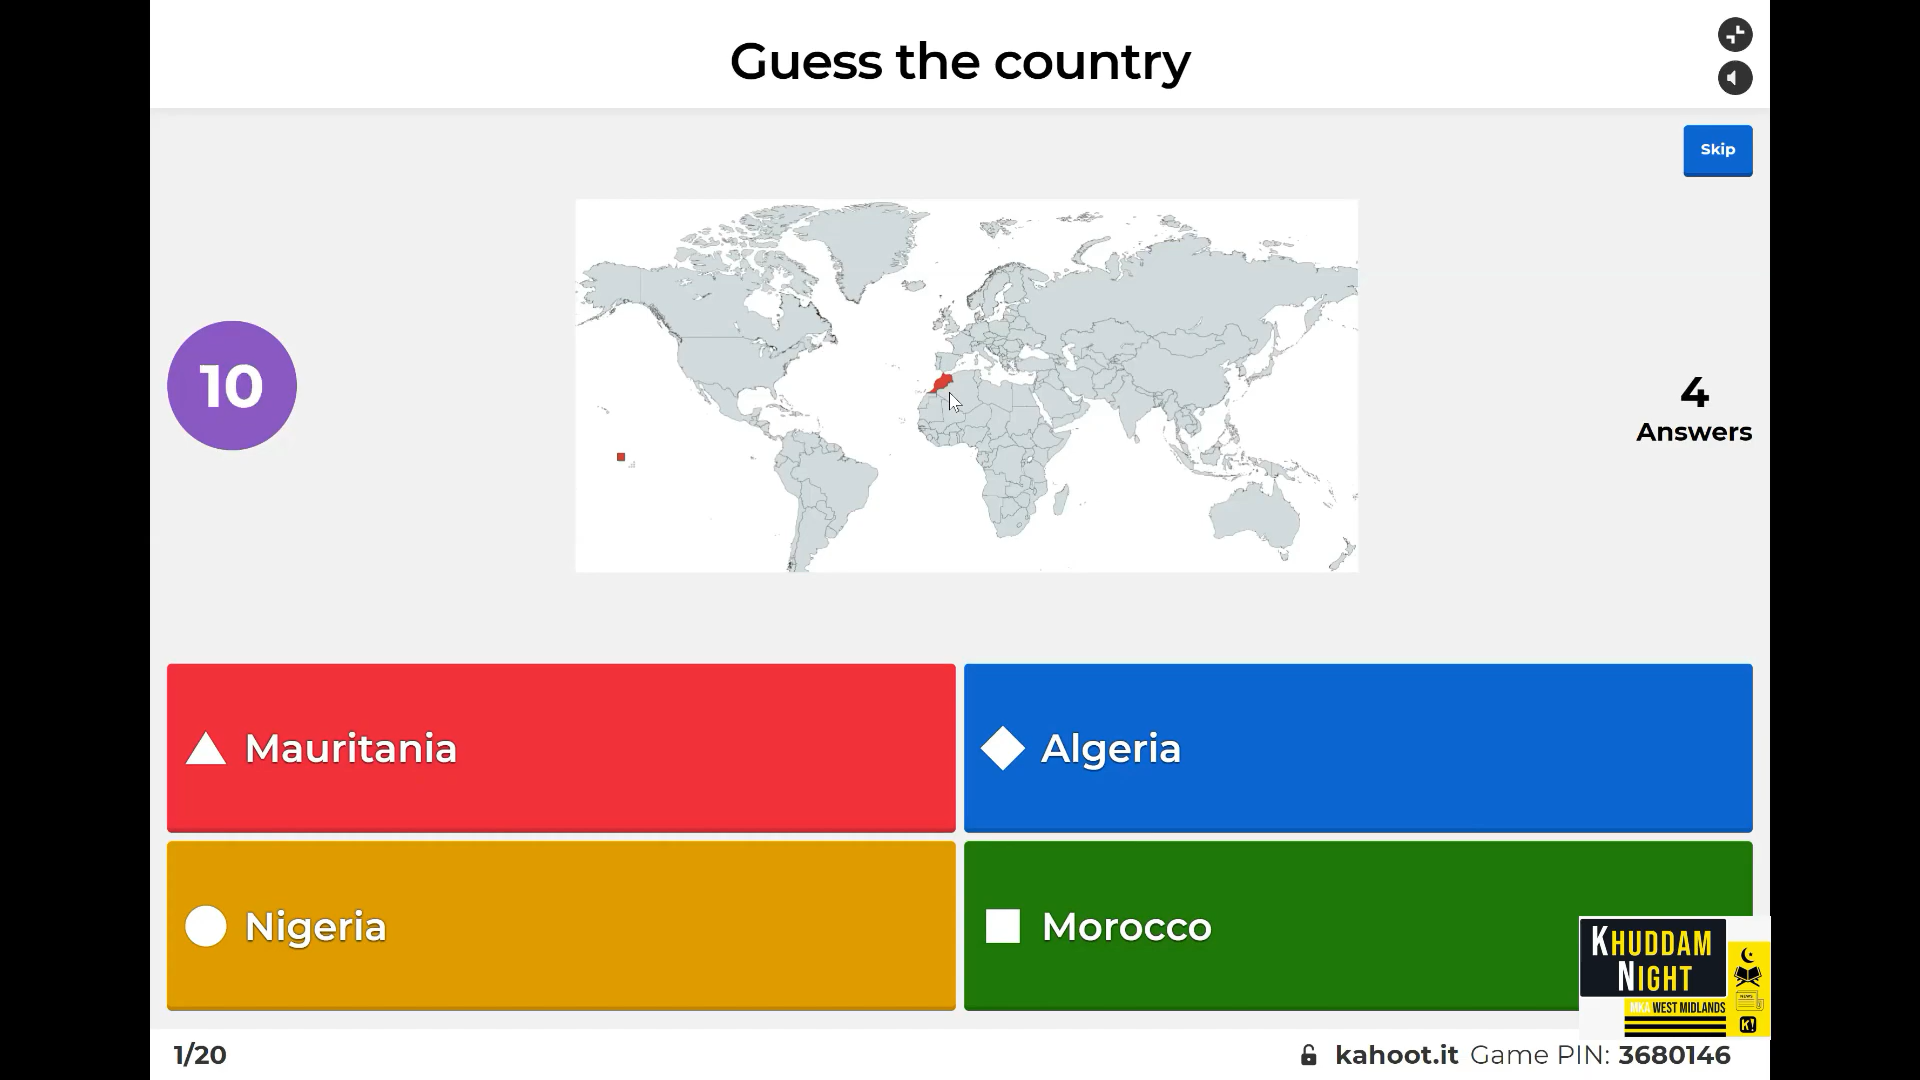 Guess the country
Skip
10
4
Answers
Mauritania
Algeria
Nigeria
Morocco
KHUDDAM
NIGHT
MKA WEST MIDLANDS
NEWS
K!
1/20
kahoot.it Game PIN: 3680146